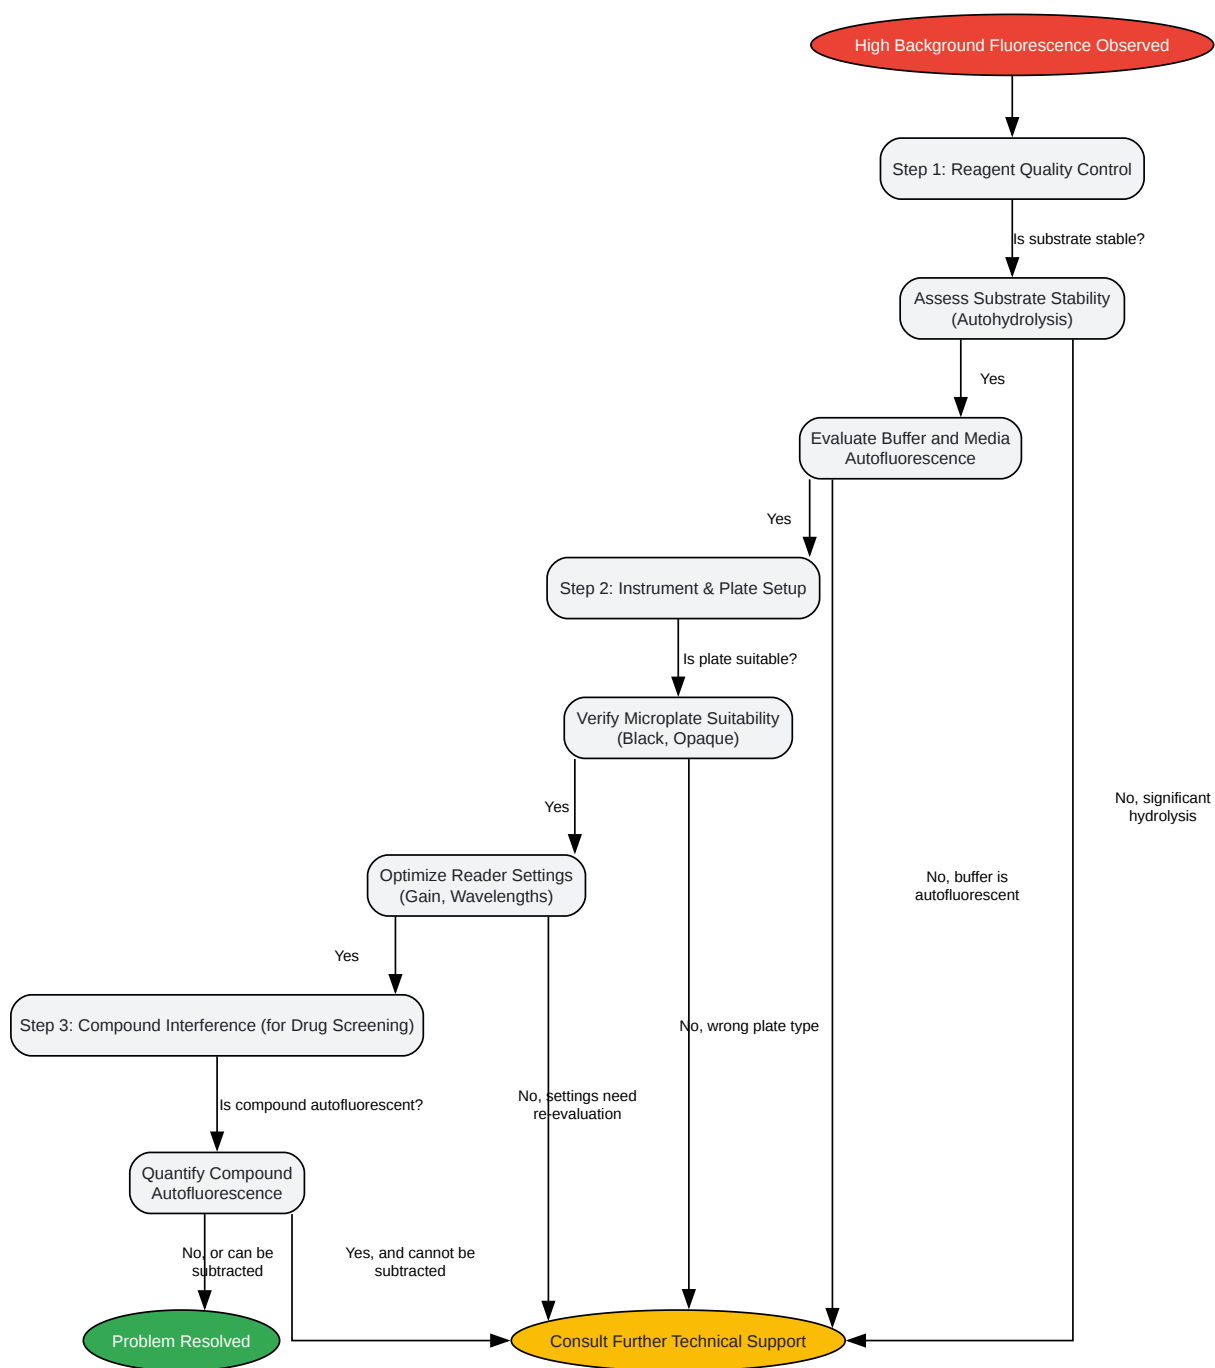 High Background Fluorescence Observed
Step 1: Reagent Quality Control
Is substrate stable?
Assess Substrate Stability
(Autohydrolysis)
Yes
Evaluate Buffer and Media
Autofluorescence
Yes
Step 2: Instrument & Plate Setup
Is plate suitable?
Verify Microplate Suitability
(Black, Opaque)
Yes
No, significant
hydrolysis
Optimize Reader Settings
(Gain, Wavelengths)
No, buffer is
autofluorescent
Yes
Step 3: Compound Interference (for Drug Screening)
No, wrong plate type
Is compound autofluorescent?
No, settings need
re-evaluation
Quantify Compound
Autofluorescence
No, or can be
subtracted
Yes, and cannot be
subtracted
Problem Resolved
Consult Further Technical Support